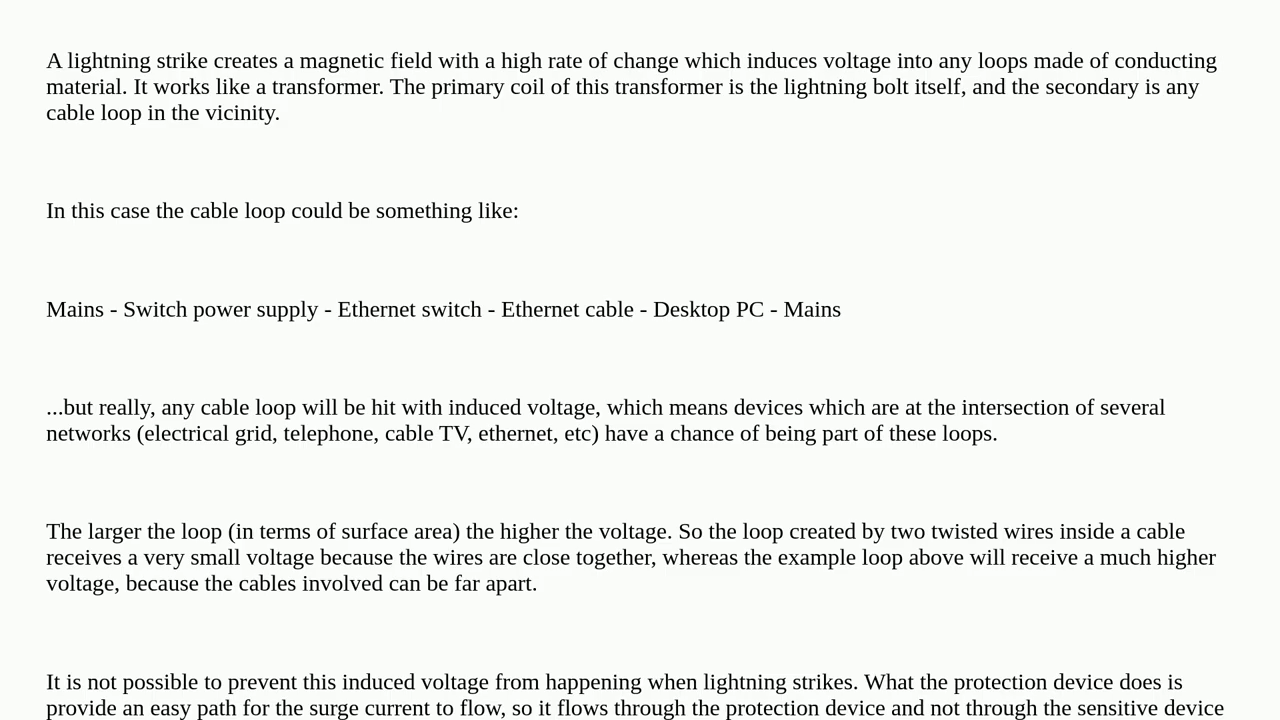 A lightning strike creates a magnetic field with a high rate of change which induces voltage into any loops made of conducting
material. It works like a transformer. The primary coil of this transformer is the lightning bolt itself, and the secondary is any
cable loop in the vicinity.
In this case the cable loop could be something like:
Mains - Switch power supply - Ethernet switch - Ethernet cable - Desktop PC - Mains
...but really, any cable loop will be hit with induced voltage, which means devices which are at the intersection of several
networks (electrical grid, telephone, cable TV, ethernet, etc) have a chance of being part of these loops.
The larger the loop (in terms of surface area) the higher the voltage. So the loop created by two twisted wires inside a cable
receives a very small voltage because the wires are close together, whereas the example loop above will receive a much higher
voltage, because the cables involved can be far apart.
It is not possible to prevent this induced voltage from happening when lightning strikes. What the protection device does is
provide an easy path for the surge current to flow, so it flows through the protection device and not through the sensitive device